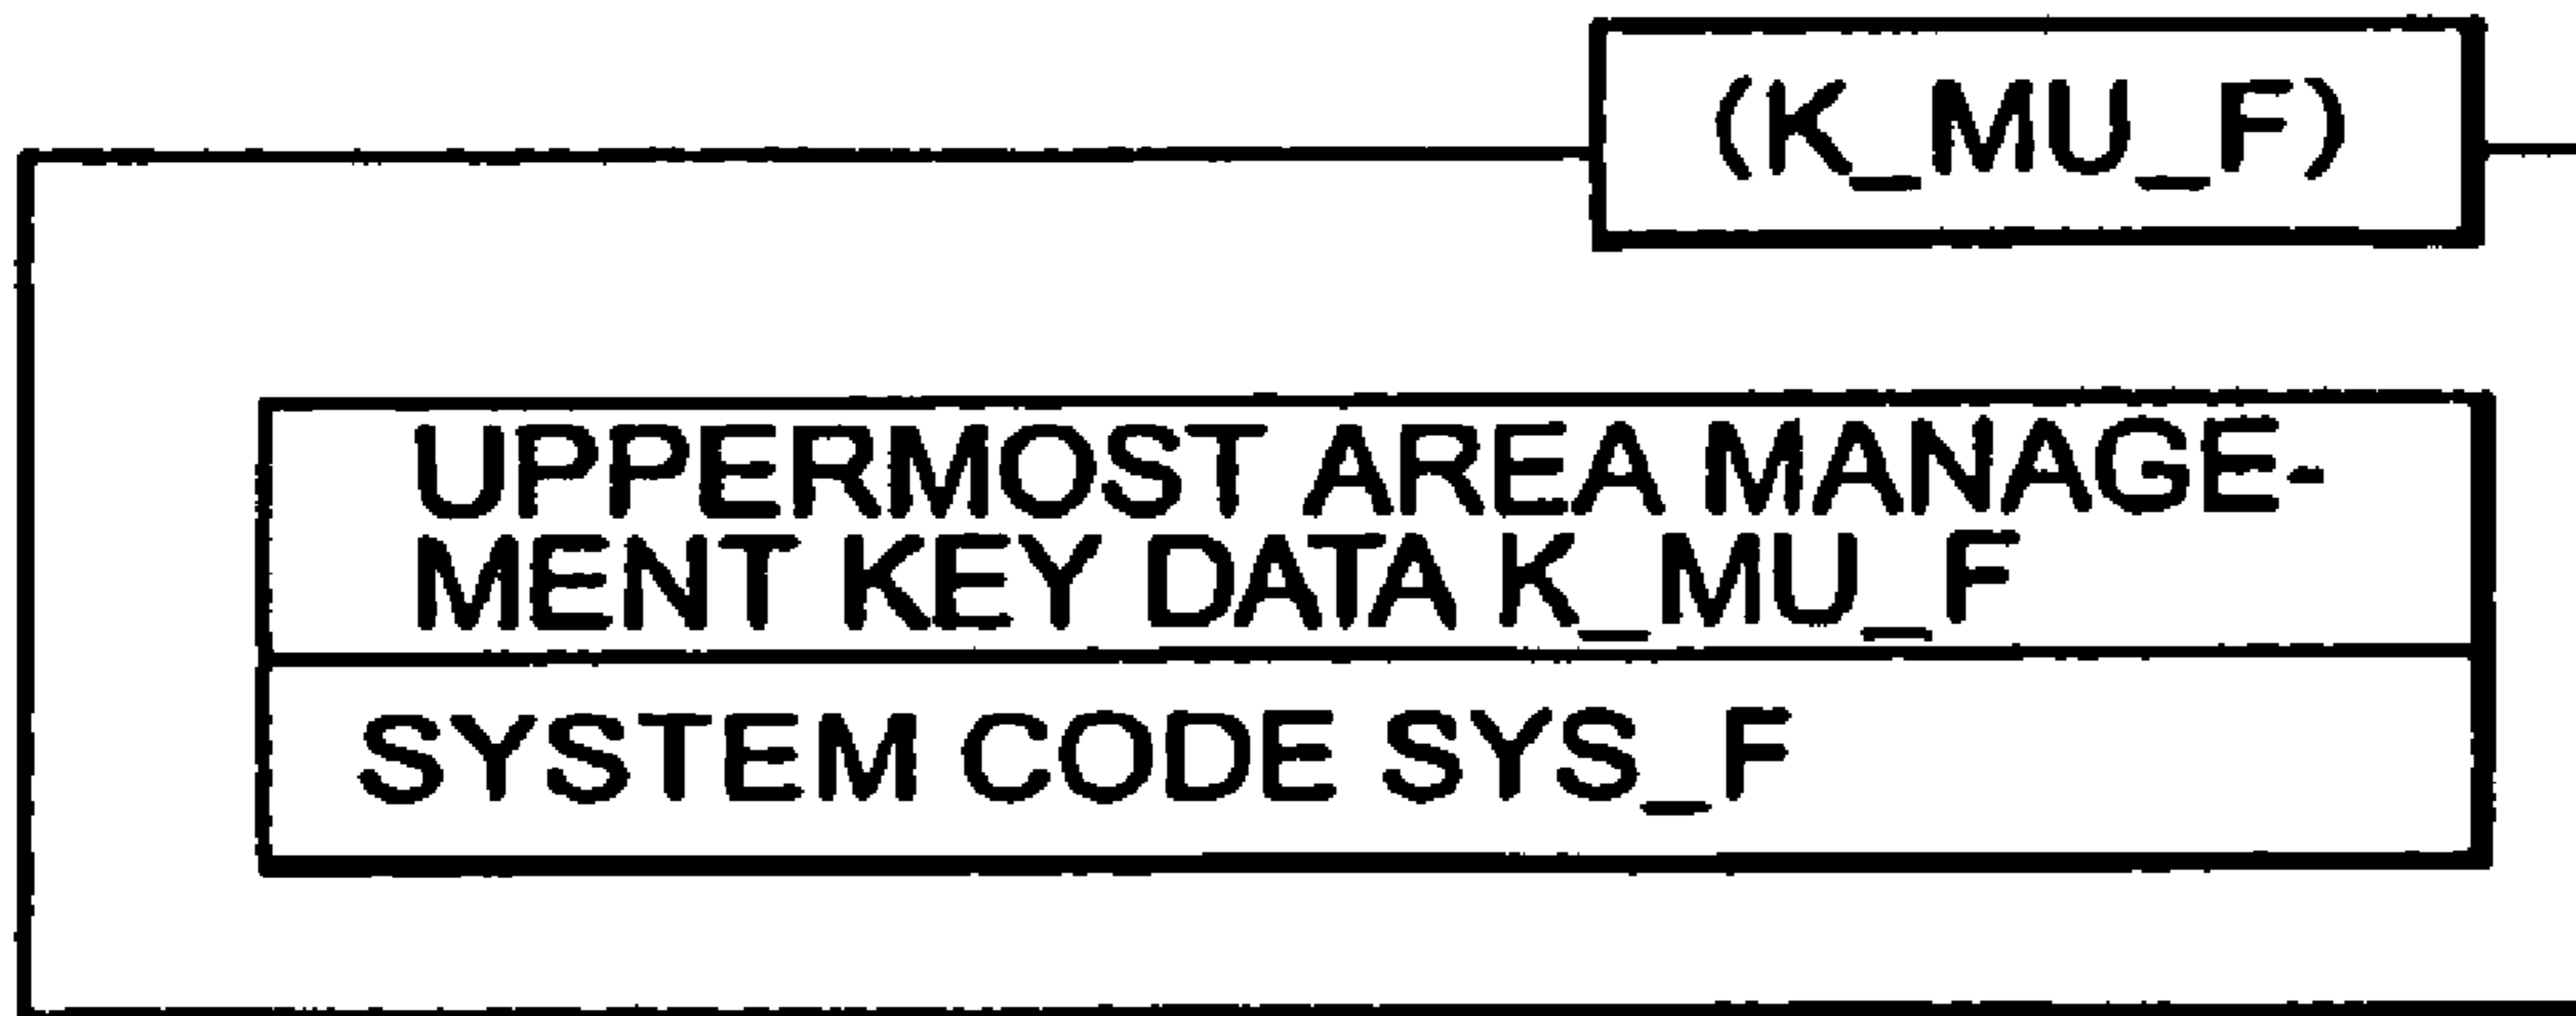 (K_MU_F)
UPPERMOST AREA MANAGE-
MENT KEY DATA K_MU_F
SYSTEM CODE SYS_F